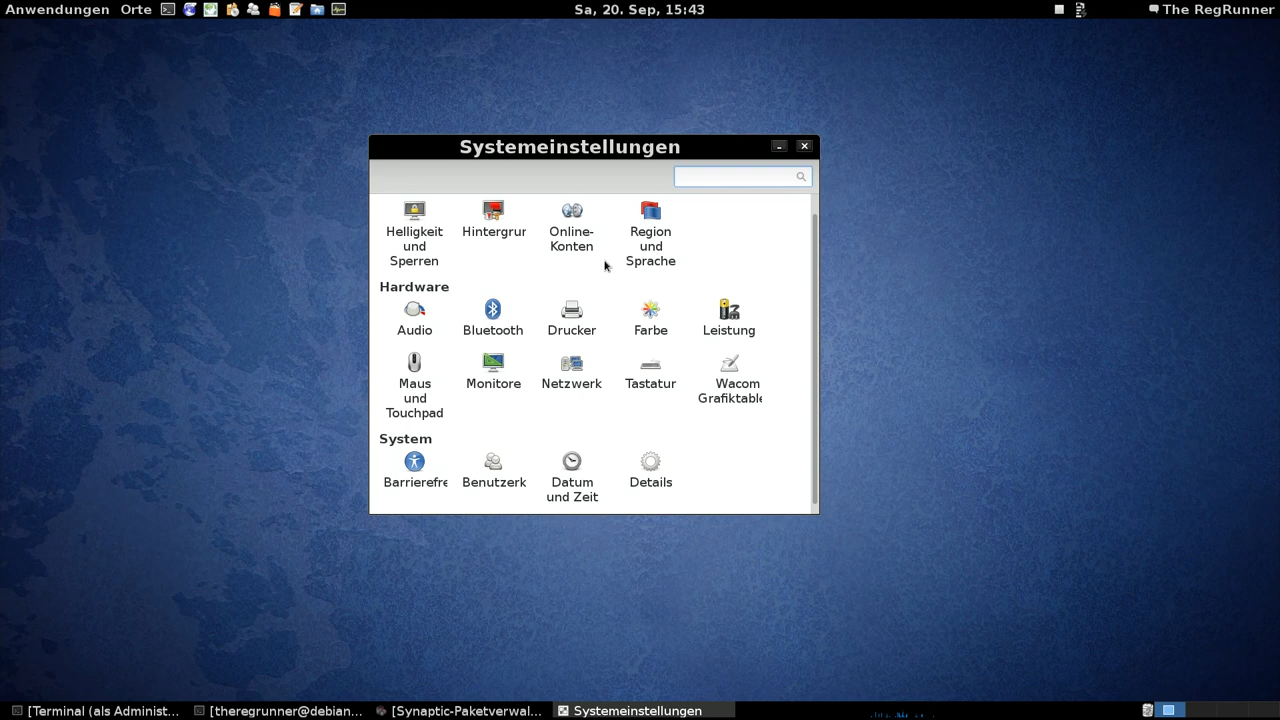 Anwendungen Orte Sa, 20. Sep, 15:43 The RegRunner
Systemeinstellungen
Helligkeit und Sperren
Hintergrur
Online-Konten
Region und Sprache
Hardware
Audio
Bluetooth
Drucker
Farbe
Leistung
Maus und Touchpad
Monitore
Netzwerk
Tastatur
Wacom Grafiktable
System
Barrierefre
Benutzerk
Datum und Zeit
Details
[Terminal (als Administ... [theregrunner@debian... [Synaptic-Paketverwal... Systemeinstellungen